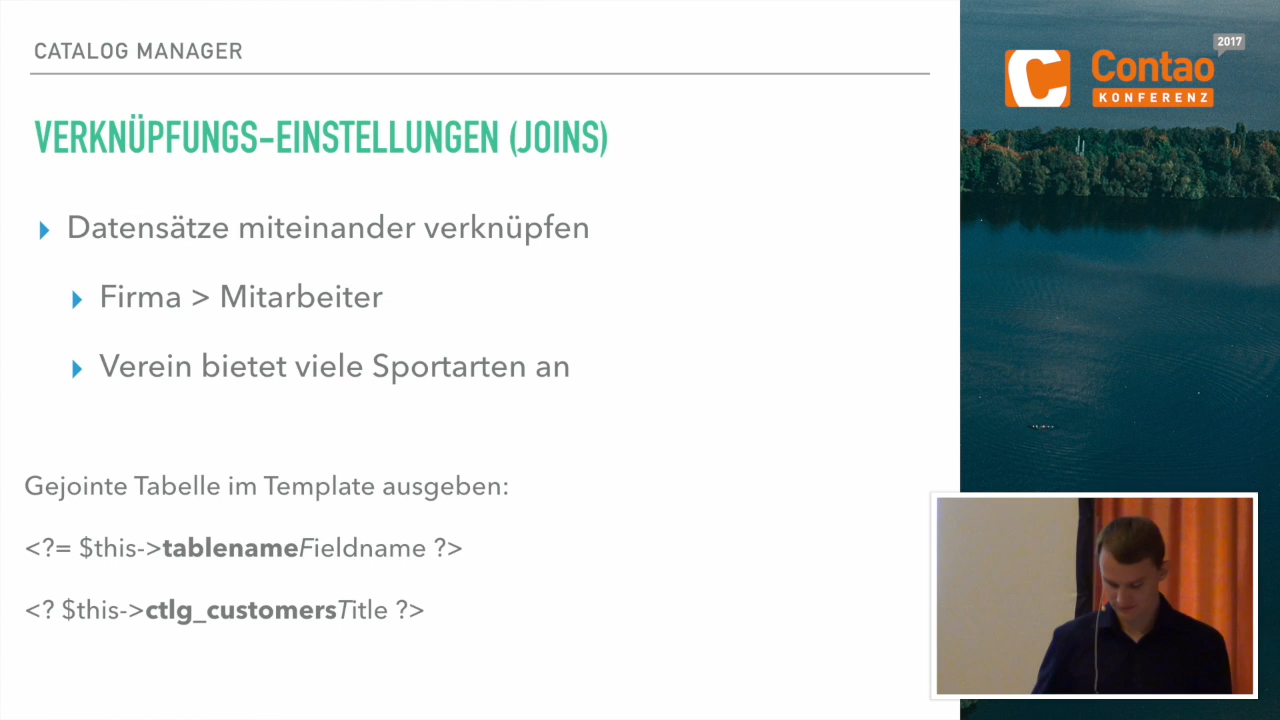 CATALOG MANAGER
VERKNÜPFUNGS-EINSTELLUNGEN (JOINS)
Datensätze miteinander verknüpfen
Firma > Mitarbeiter
Verein bietet viele Sportarten an
Gejointe Tabelle im Template ausgeben:
<?= $this->tablenameFieldname ?>
<? $this->ctlg_customersTitle ?>
2017
Contao
KONFERENZ